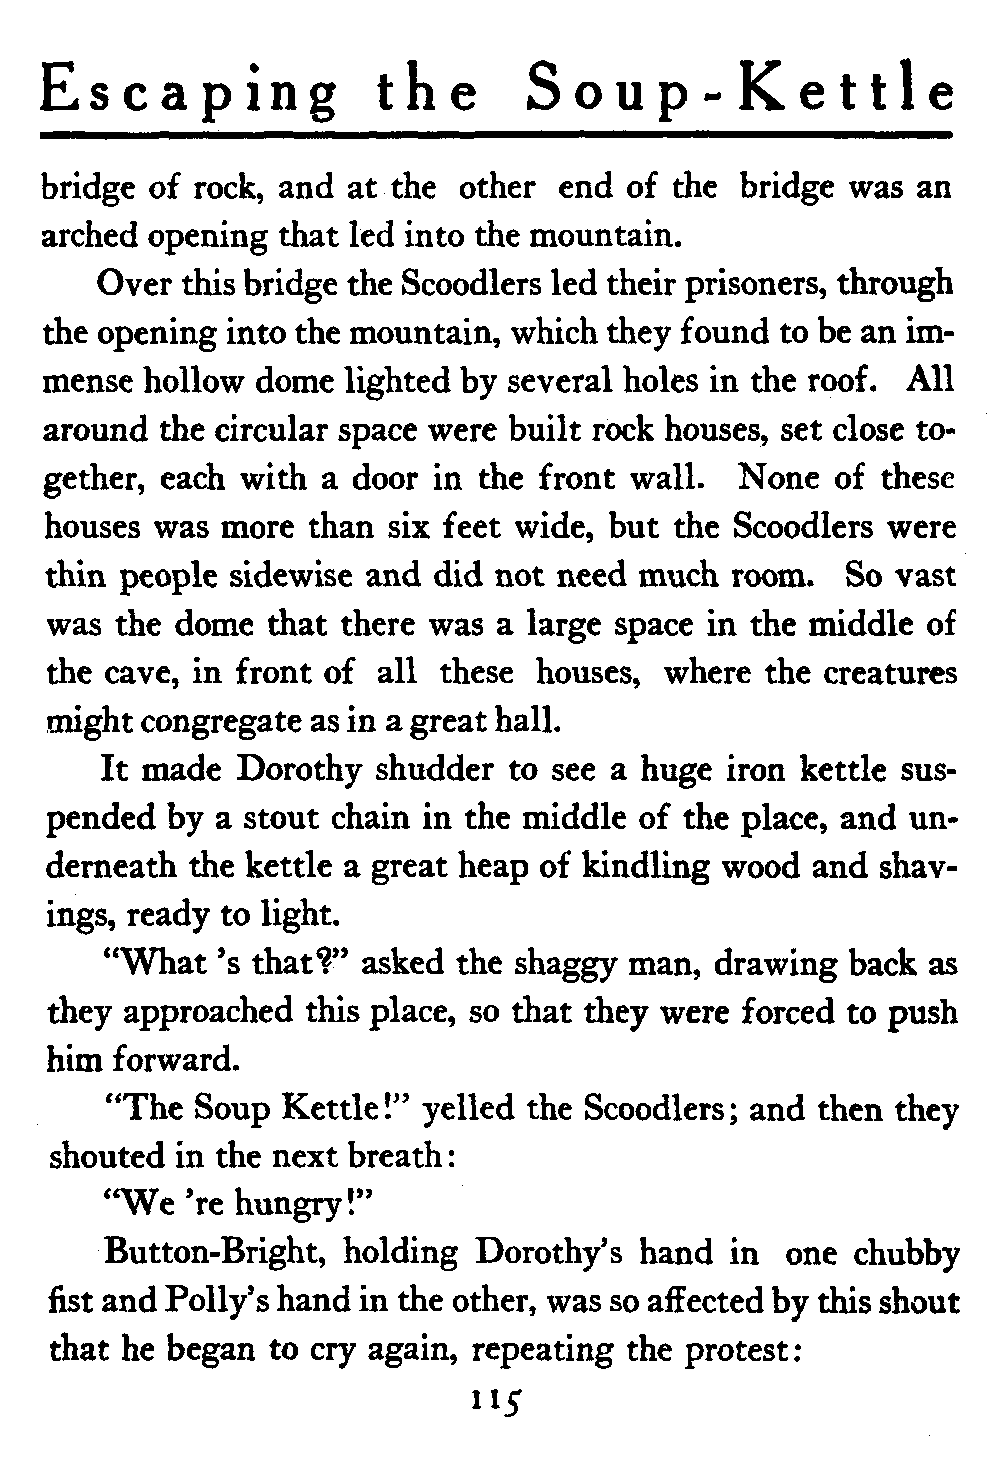 Escaping the Soup-Kettle
bridge of rock, and at the other end of the bridge was an
arched opening that led into the mountain.
Over this bridge the Scoodlers led their prisoners, through
the opening into the mountain, which they found to be an im-
mense hollow dome lighted by several holes in the roof. All
around the circular space were built rock houses, set close to-
gether, each with a door in the front wall. None of these
houses was more than six feet wide, but the Scoodlers were
thin people sidewise and did not need much room. So vast
was the dome that there was a large space in the middle of
the cave, in front of all these houses, where the creatures
might congregate as in a great hall.
It made Dorothy shudder to see a huge iron kettle sus-
pended by a stout chain in the middle of the place, and un-
derneath the kettle a great heap of kindling wood and shav-
ings, ready to light.
“What ’s that?” asked the shaggy man, drawing back as
they approached this place, so that they were forced to push
him forward.
“The Soup Kettle!” yelled the Scoodlers; and then they
shouted in the next breath:
“We ’re hungry!”
Button-Bright, holding Dorothy’s hand in one chubby
fist and Polly’s hand in the other, was so affected by this shout
that he began to cry again, repeating the protest:
115